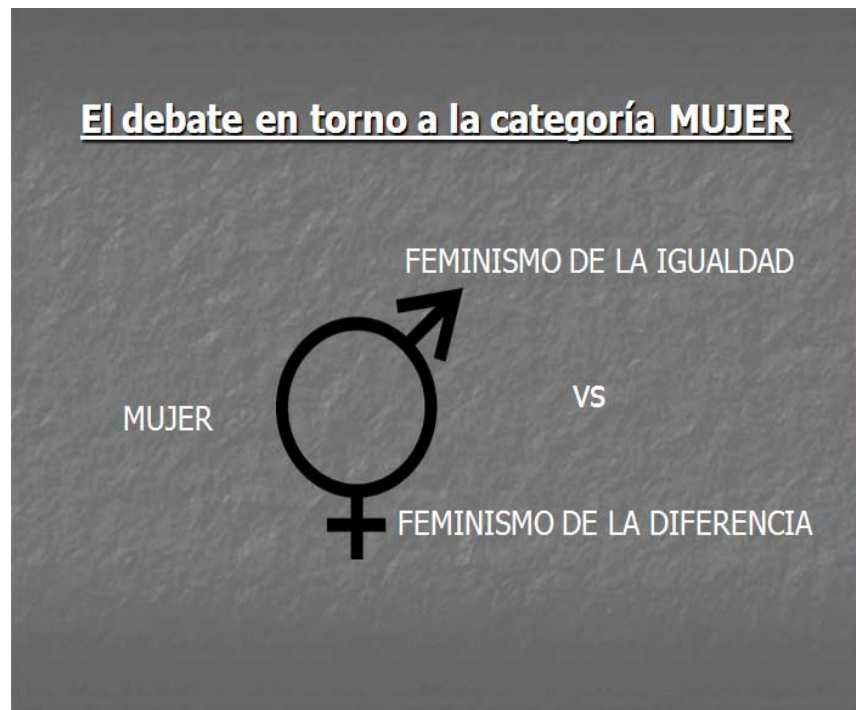 El debate en torno a la categoría MUJER
FEMINISMO DE LA IGUALDAD
MUJER
vs
FEMINISMO DE LA DIFERENCIA